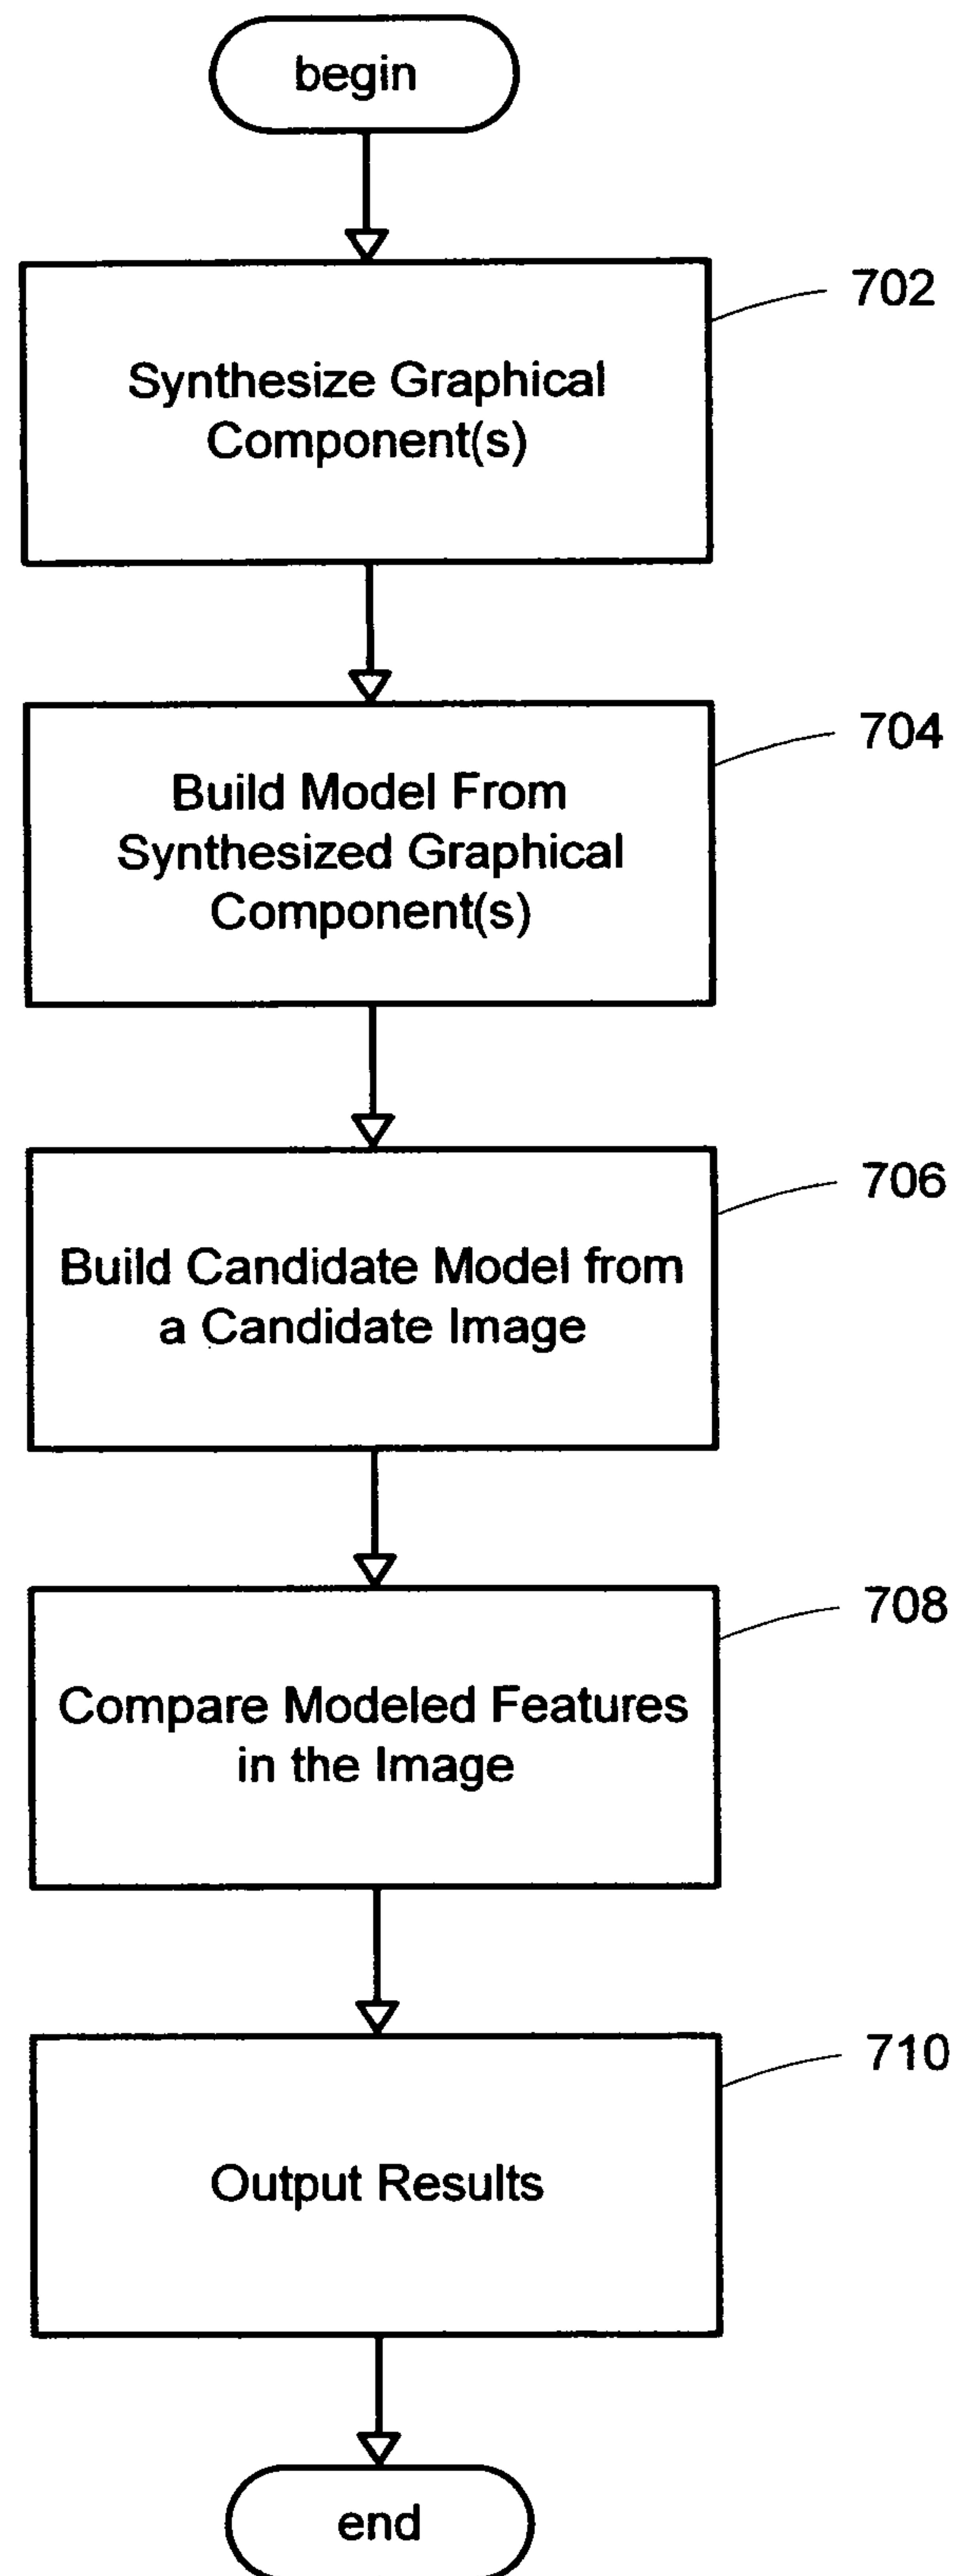 begin
702
Synthesize Graphical
Component(s)
704
Build Model From
Synthesized Graphical
Component(s)
706
Build Candidate Model from
a Candidate Image
708
Compare Modeled Features
in the Image
710
Output Results
end